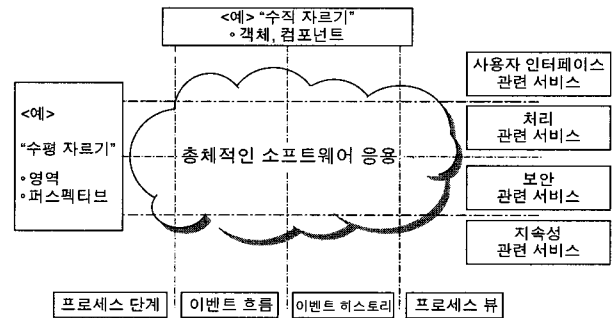 <예> “수직 자르기”
∘ 객체, 컴포넌트
<예>
“수평 자르기”
∘영역
∘퍼스펙티브
총체적인 소프트웨어 응용
사용자 인터페이스
관련 서비스
처리
관련 서비스
보안
관련 서비스
지속성
관련 서비스
프로세스 단계
이벤트 흐름
이벤트 히스토리
프로세스 뷰